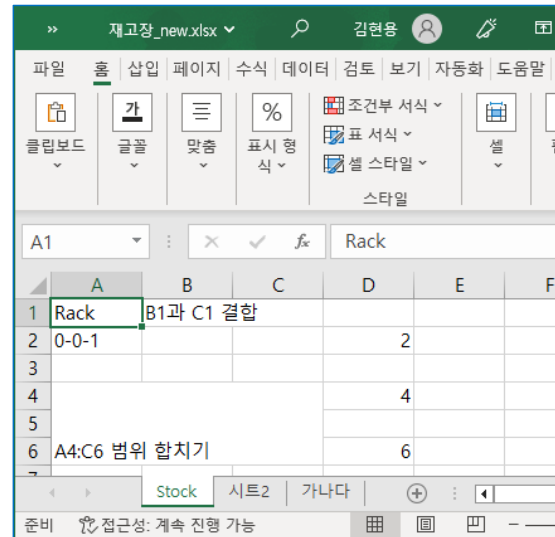 재고장_new.xlsx 김현용
파일 홈 삽입 페이지 수식 데이터 검토 보기 자동화 도움말
가 % 조건부 서식
표 서식
클립보드 글꼴 맞춤 표시 형식 셀 스타일 셀
스타일
A1 fx Rack
A B C D E F
1 Rack B1과 C1 결합
2 0-0-1 2
3
4 4
5
6 A4:C6 범위 합치기 6
Stock 시트2 가나다
준비 접근성: 계속 진행 가능